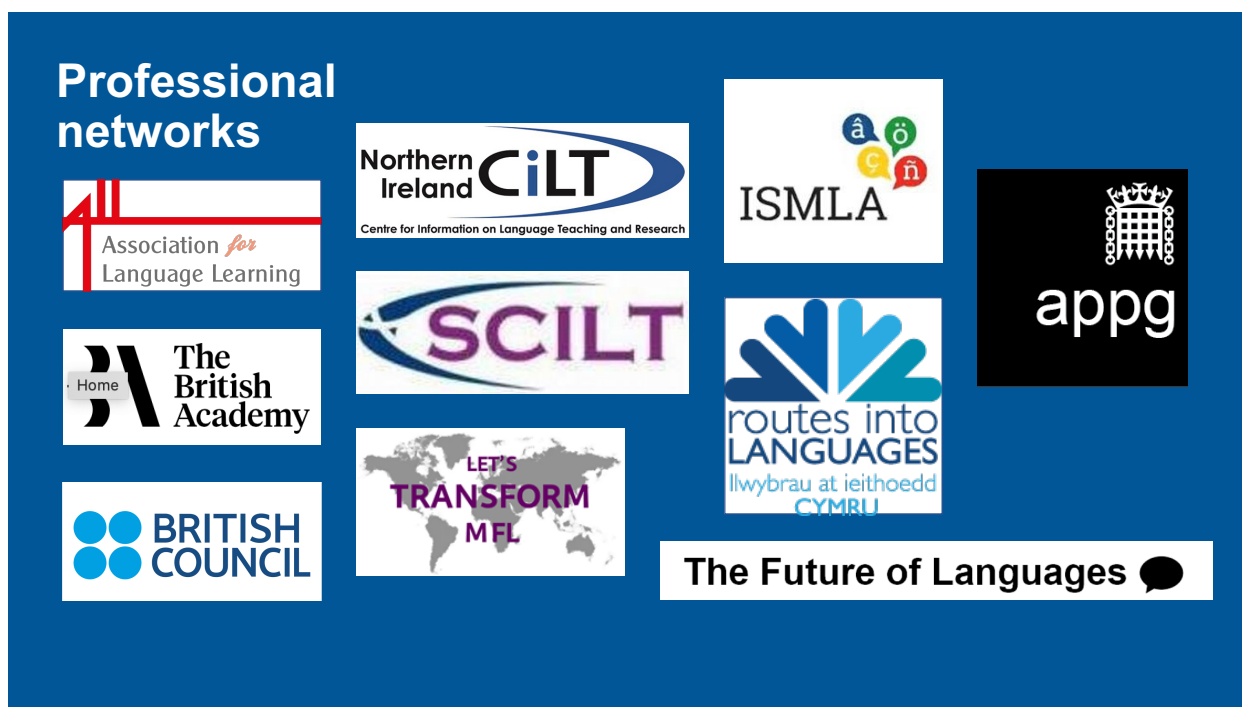 Professional
networks
Association for
Language Learning
The
British
Academy
Home
BRITISH
COUNCIL
Northern
Ireland
CiLT
Centre for Information on Language Teaching and Research
SCILT
LET'S
TRANSFORM
MFL
â ö
ç ñ
ISMLA
routes into
LANGUAGES
llwybrau at ieithoedd
CYMRU
appg
The Future of Languages